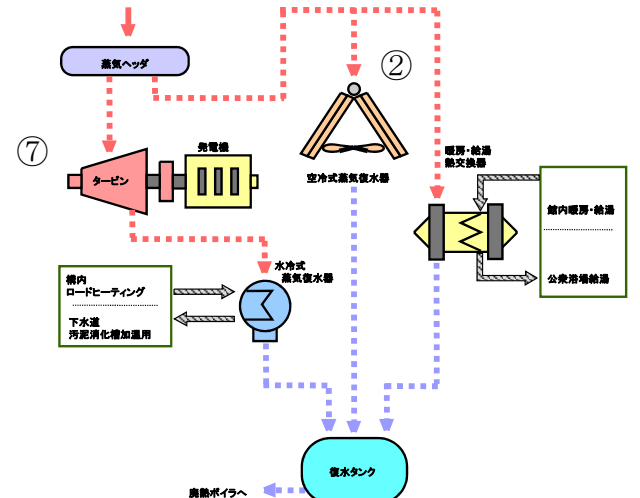 蒸気ヘッダ
②
⑦
発電機
タービン
空冷式蒸気復水器
暖房・給湯
熱交換器
館内暖房・給湯
公衆浴場給湯
水冷式
蒸気復水器
構内
ロードヒーティング
下水道
汚泥消化槽加温用
復水タンク
廃熱ボイラへ